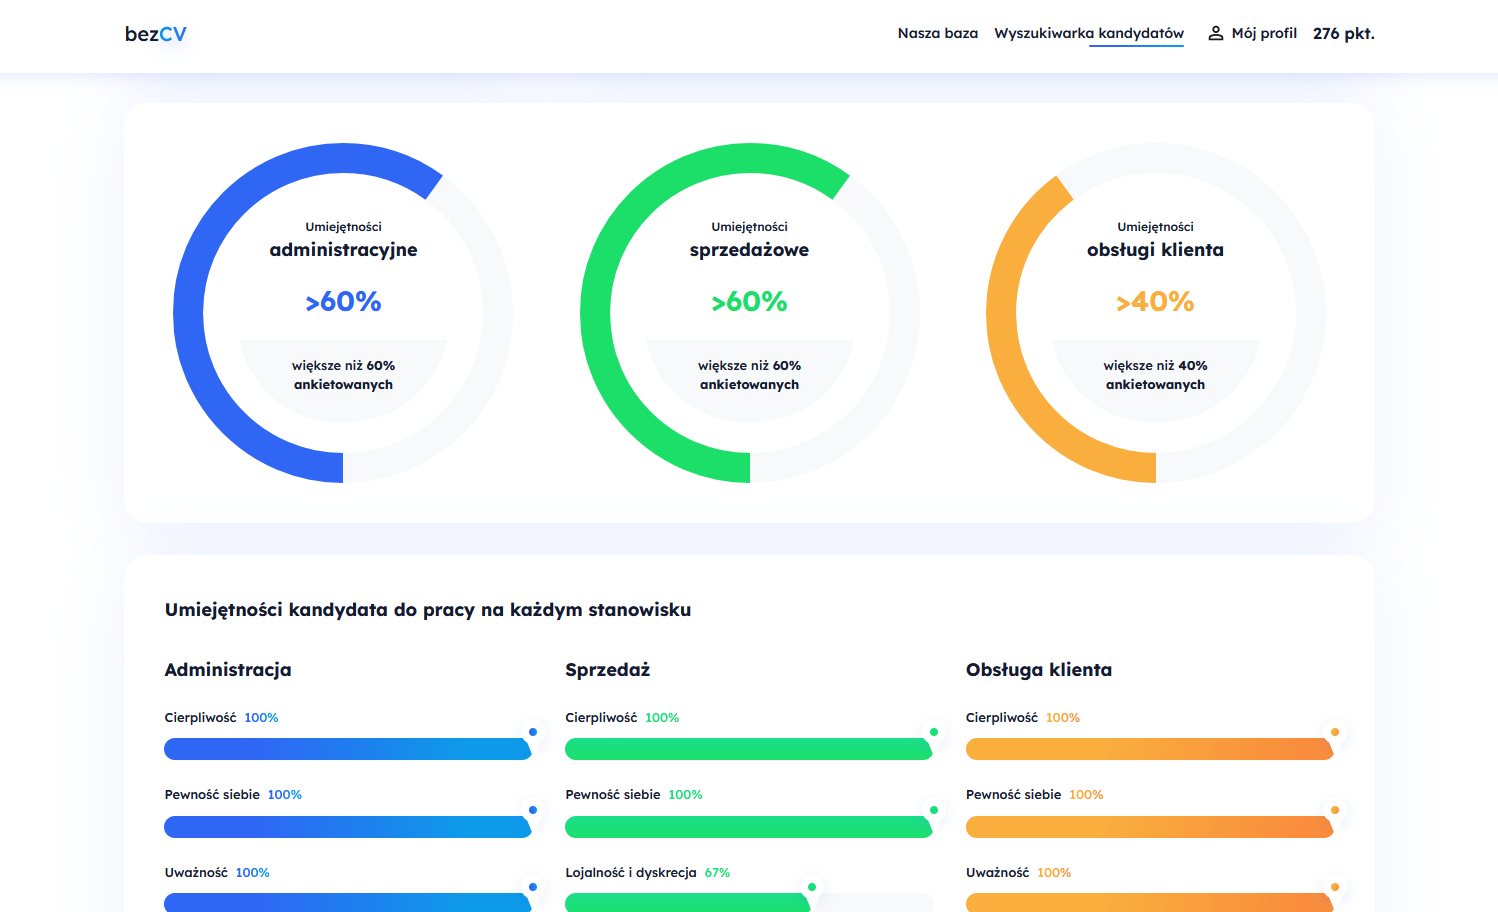 bezCV
Nasza baza
Wyszukiwarka kandydatów
Mój profil
276 pkt.
Umiejętności
administracyjne
>60%
większe niż 60%
ankietowanych
Umiejętności
sprzedażowe
>60%
większe niż 60%
ankietowanych
Umiejętności
obsługi klienta
>40%
większe niż 40%
ankietowanych
Umiejętności kandydata do pracy na każdym stanowisku
Administracja
Cierpliwość 100%
Pewność siebie 100%
Uważność 100%
Sprzedaż
Cierpliwość 100%
Pewność siebie 100%
Lojalność i dyskrecja 67%
Obsługa klienta
Cierpliwość 100%
Pewność siebie 100%
Uważność 100%